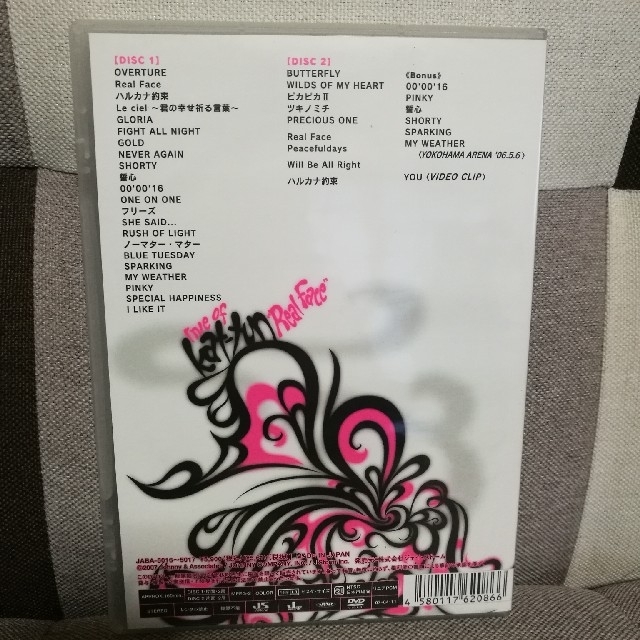 【DISC 1】
OVERTURE
Real Face
ハルカナ約束
Le ciel ～君の幸せ祈る言葉～
GLORIA
FIGHT ALL NIGHT
GOLD
NEVER AGAIN
SHORTY
誓心
00'00'16
ONE ON ONE
フリーズ
SHE SAID...
RUSH OF LIGHT
ノーマター・マター
BLUE TUESDAY
SPARKING
MY WEATHER
PINKY
SPECIAL HAPPINESS
I LIKE IT
【DISC 2】
BUTTERFLY
WILDS OF MY HEART
ピカピカⅡ
ツキノミチ
PRECIOUS ONE
Real Face
Peacefuldays
Will Be All Right
ハルカナ約束
《Bonus》
00'00'16
PINKY
誓心
SHORTY
SPARKING
MY WEATHER
〈YOKOHAMA ARENA '06.5.6〉
YOU〈VIDEO CLIP〉
live of
kat-tun Real Face
IN JAPAN
COLOR
STEREO
DVD
4 580117 620866